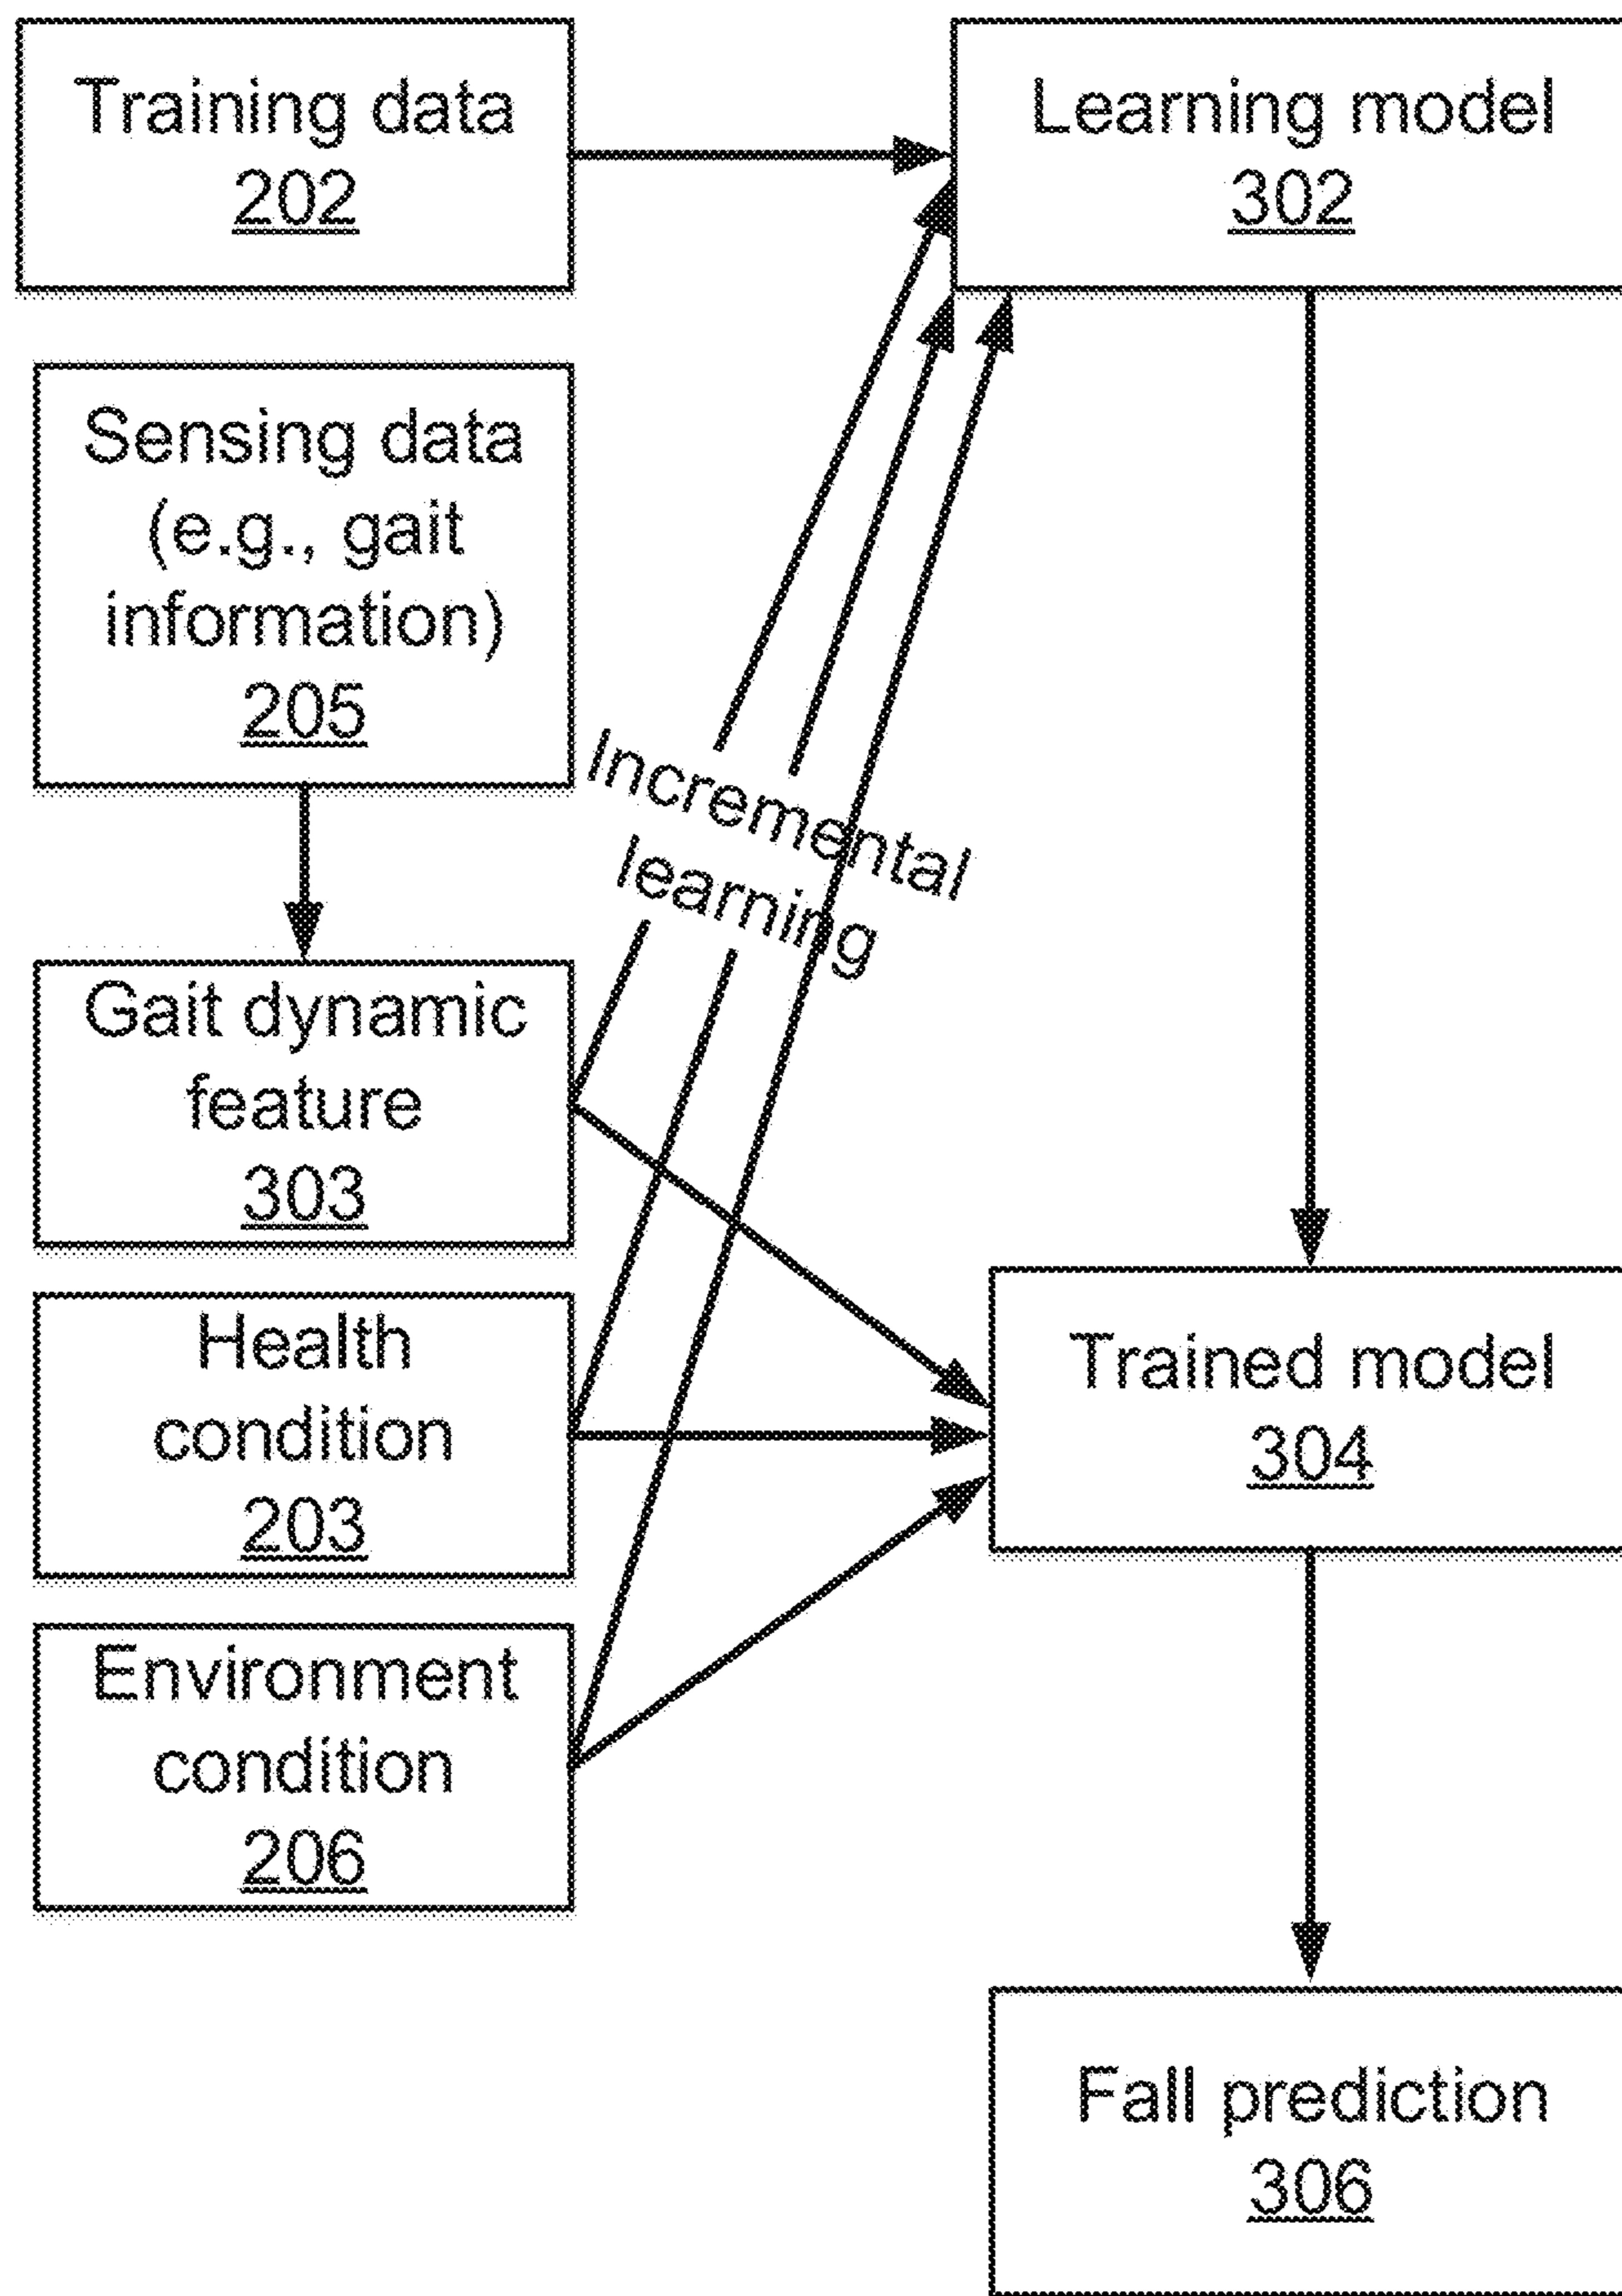 Training data
202
Learning model
302
Sensing data
(e.g., gait
information)
205
Incremental
learning
Gait dynamic
feature
303
Health
condition
203
Trained model
304
Environment
condition
206
Fall prediction
306